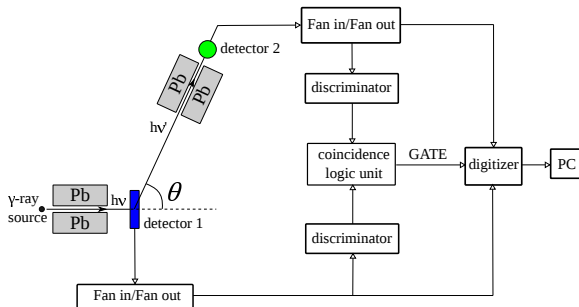 Fan in/Fan out
detector 2
Pb
Pb
discriminator
hν'
GATE
coincidence
logic unit
digitizer
PC
θ
γ-ray
source
Pb
Pb
hν
detector 1
discriminator
Fan in/Fan out